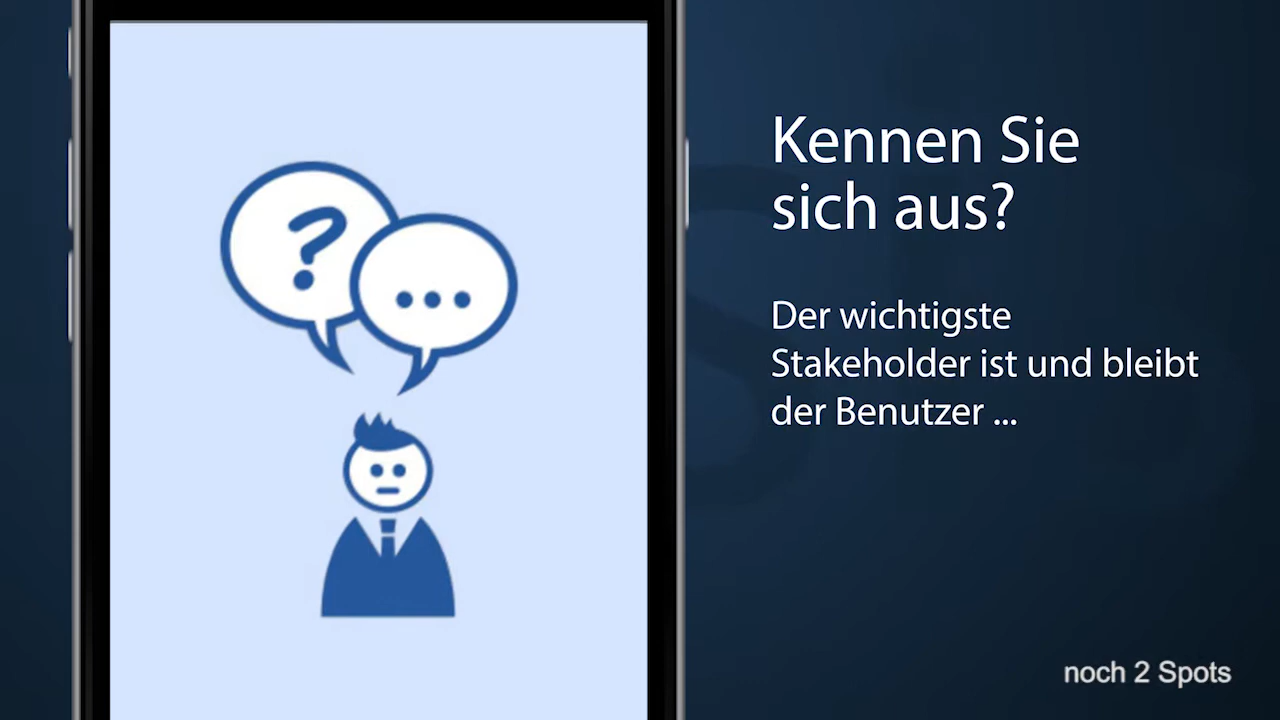 ?
...
Kennen Sie
sich aus?
Der wichtigste
Stakeholder ist und bleibt
der Benutzer ...
noch 2 Spots